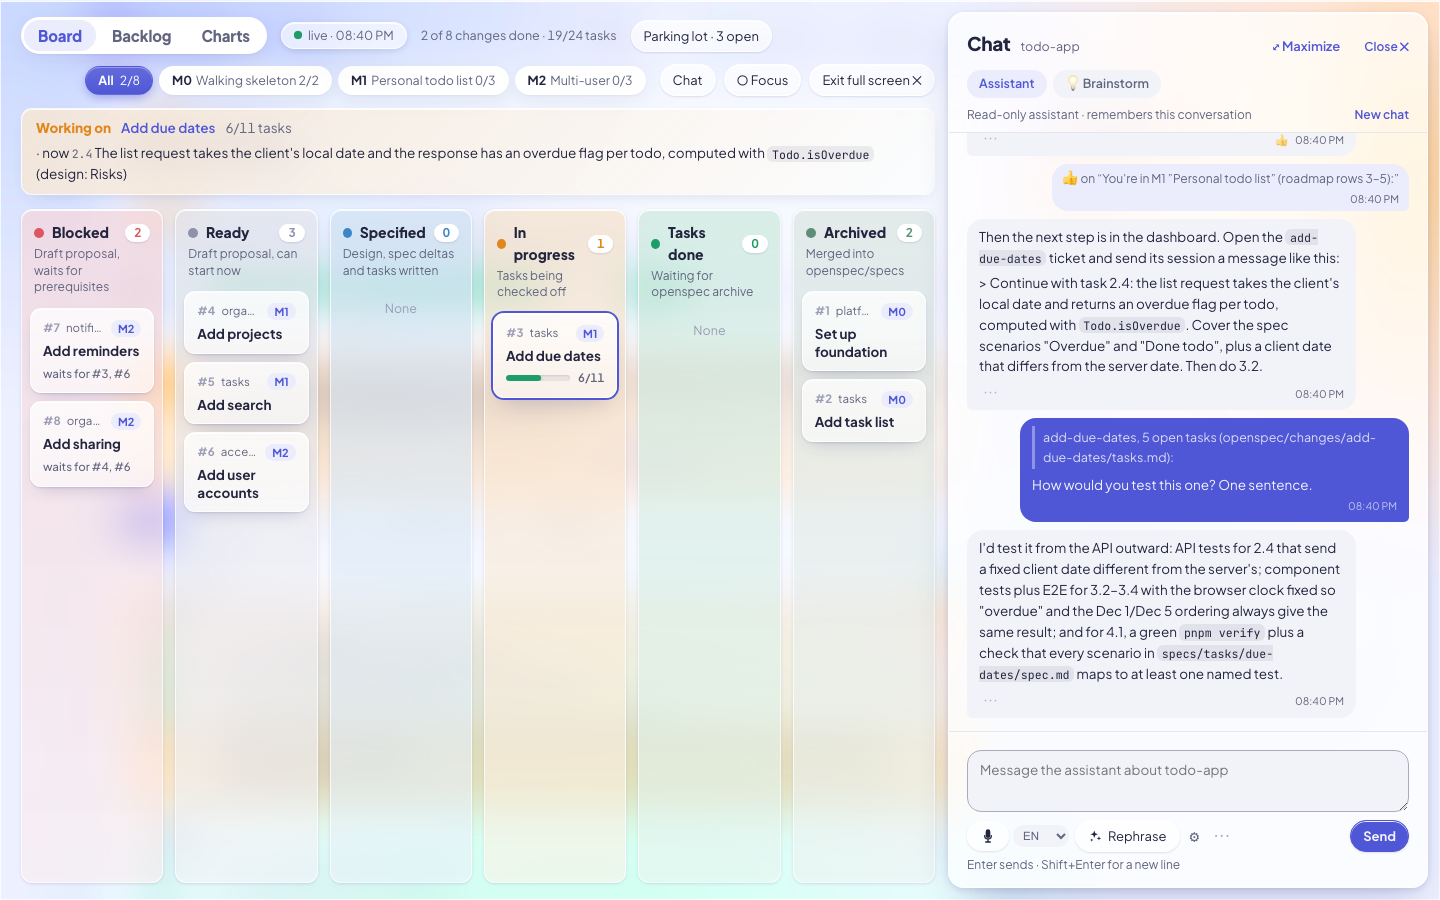 Board Backlog Charts
live · 08:40 PM
2 of 8 changes done · 19/24 tasks
Parking lot · 3 open
All 2/8
M0 Walking skeleton 2/2
M1 Personal todo list 0/3
M2 Multi-user 0/3
Chat
Focus
Exit full screen ✕
Working on Add due dates 6/11 tasks
· now 2.4 The list request takes the client's local date and the response has an overdue flag per todo, computed with Todo.isOverdue
(design: Risks)
Blocked 2
Draft proposal,
waits for
prerequisites
#7 notifi... M2
Add reminders
waits for #3, #6
#8 orga... M2
Add sharing
waits for #4, #6
Ready 3
Draft proposal, can
start now
#4 orga... M1
Add projects
#5 tasks M1
Add search
#6 acce... M2
Add user
accounts
Specified 0
Design, spec deltas
and tasks written
None
In
progress 1
Tasks being
checked off
#3 tasks M1
Add due dates
6/11
Tasks
done 0
Waiting for
openspec archive
None
Archived 2
Merged into
openspec/specs
#1 platf... M0
Set up
foundation
#2 tasks M0
Add task list
Chat todo-app
Maximize
Close ✕
Assistant
💡 Brainstorm
Read-only assistant · remembers this conversation
New chat
···
👍 08:40 PM
👍 on "You're in M1 "Personal todo list" (roadmap rows 3–5):"
08:40 PM
Then the next step is in the dashboard. Open the add-
due-dates ticket and send its session a message like this:
> Continue with task 2.4: the list request takes the client's
local date and returns an overdue flag per todo,
computed with Todo.isOverdue. Cover the spec
scenarios "Overdue" and "Done todo", plus a client date
that differs from the server date. Then do 3.2.
···
08:40 PM
add-due-dates, 5 open tasks (openspec/changes/add-
due-dates/tasks.md):
How would you test this one? One sentence.
08:40 PM
I'd test it from the API outward: API tests for 2.4 that send
a fixed client date different from the server's; component
tests plus E2E for 3.2–3.4 with the browser clock fixed so
"overdue" and the Dec 1/Dec 5 ordering always give the
same result; and for 4.1, a green pnpm verify plus a
check that every scenario in specs/tasks/due-
dates/spec.md maps to at least one named test.
···
08:40 PM
Message the assistant about todo-app
EN
Rephrase
···
Send
Enter sends · Shift+Enter for a new line